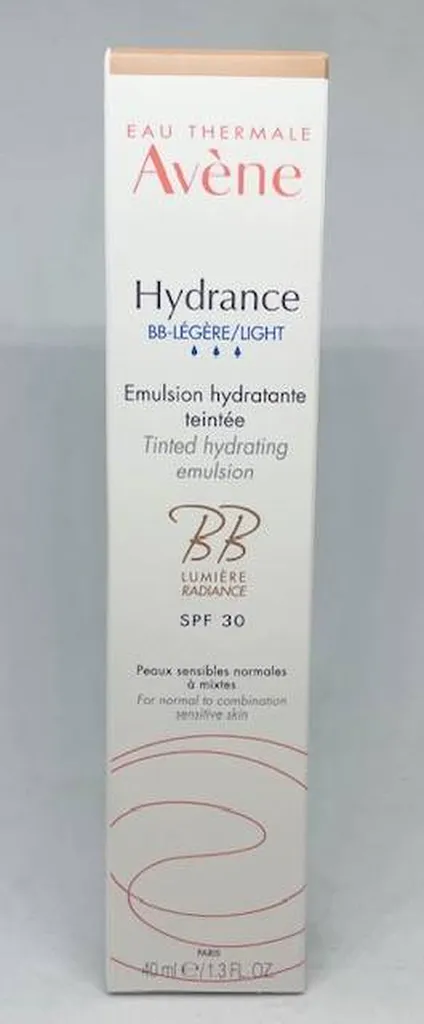 EAU THERMALE
Avène
Hydrance
BB-LÉGÈRE/LIGHT
Emulsion hydratante
teintée
Tinted hydrating
emulsion
BB
LUMIÈRE
RADIANCE
SPF 30
Peaux sensibles normales
à mixtes
For normal to combination
sensitive skin
PARIS
40 ml ℮/1.3 FL.OZ.